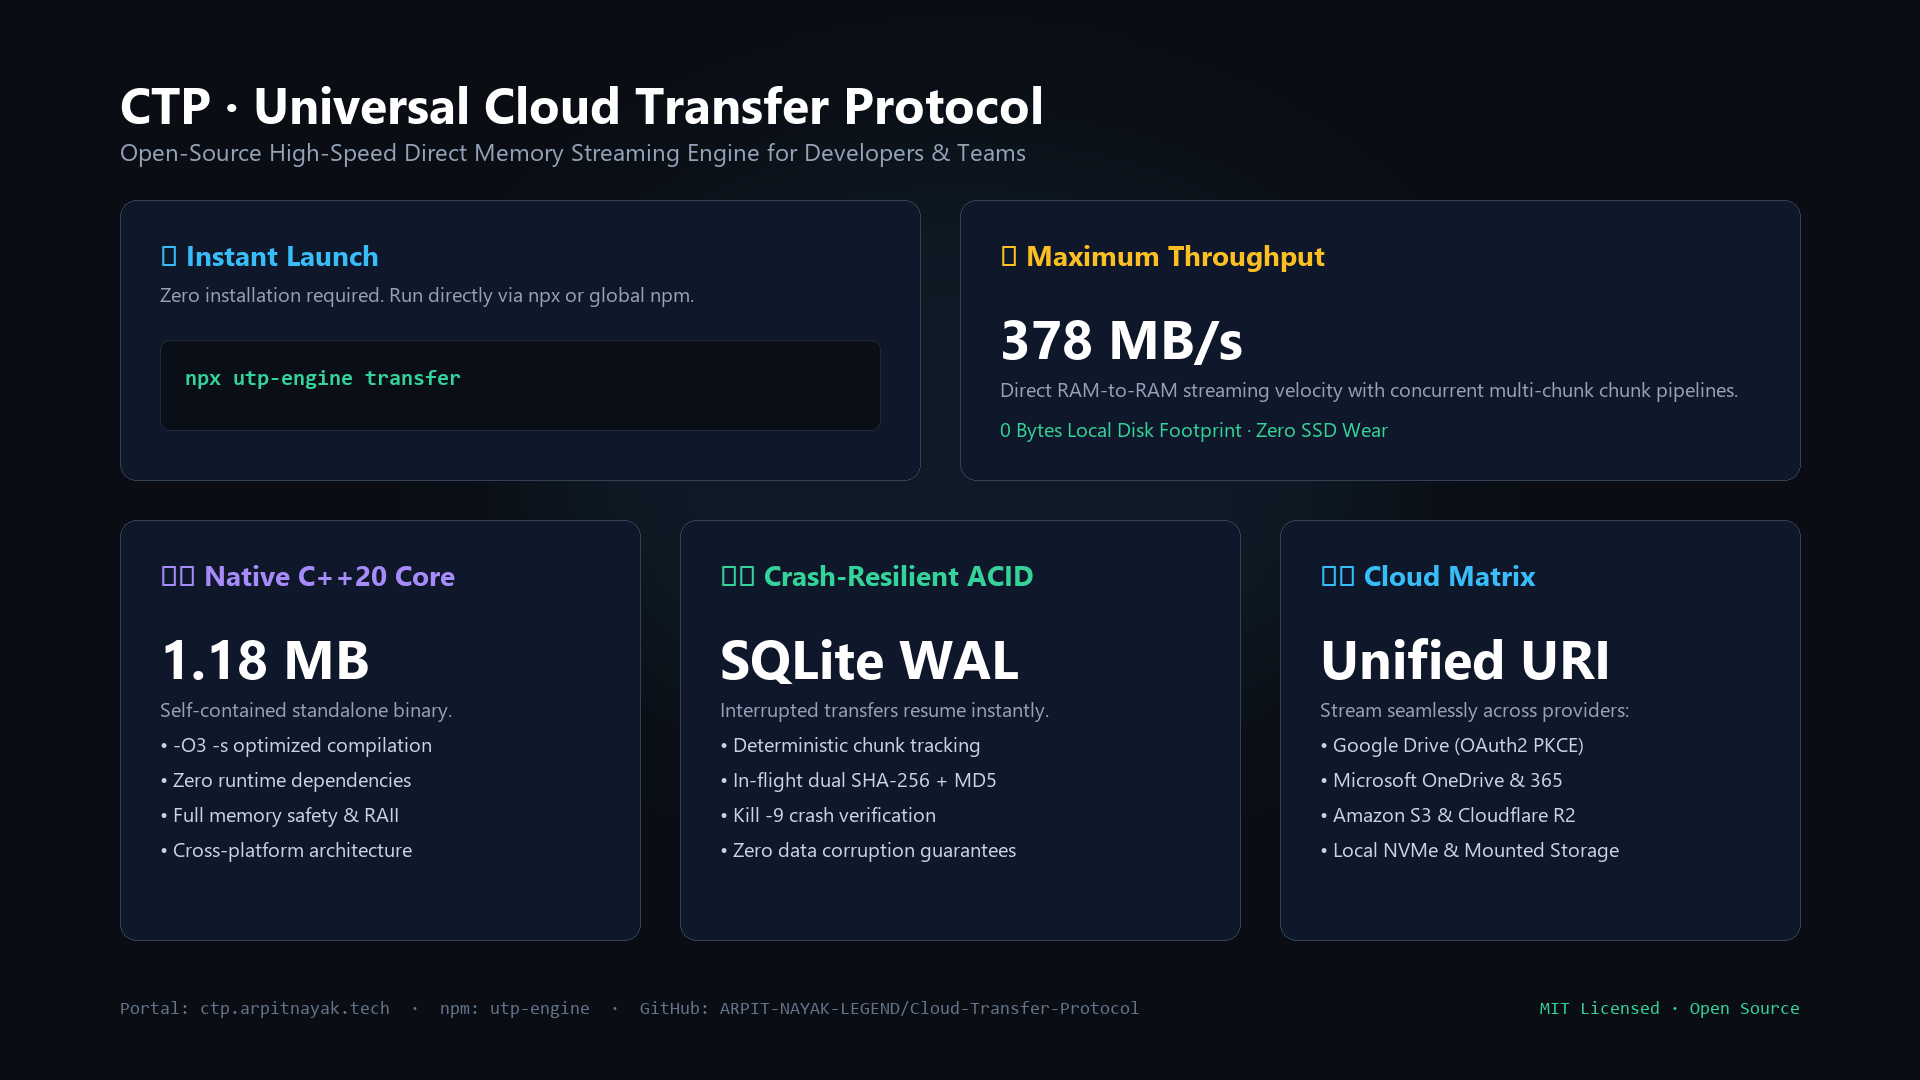 CTP · Universal Cloud Transfer Protocol
Open-Source High-Speed Direct Memory Streaming Engine for Developers & Teams
Instant Launch
Zero installation required. Run directly via npx or global npm.
npx utp-engine transfer
Maximum Throughput
378 MB/s
Direct RAM-to-RAM streaming velocity with concurrent multi-chunk chunk pipelines.
0 Bytes Local Disk Footprint · Zero SSD Wear
Native C++20 Core
1.18 MB
Self-contained standalone binary.
• -O3 -s optimized compilation
• Zero runtime dependencies
• Full memory safety & RAII
• Cross-platform architecture
Crash-Resilient ACID
SQLite WAL
Interrupted transfers resume instantly.
• Deterministic chunk tracking
• In-flight dual SHA-256 + MD5
• Kill -9 crash verification
• Zero data corruption guarantees
Cloud Matrix
Unified URI
Stream seamlessly across providers:
• Google Drive (OAuth2 PKCE)
• Microsoft OneDrive & 365
• Amazon S3 & Cloudflare R2
• Local NVMe & Mounted Storage
Portal: ctp.arpitnayak.tech · npm: utp-engine · GitHub: ARPIT-NAYAK-LEGEND/Cloud-Transfer-Protocol
MIT Licensed · Open Source